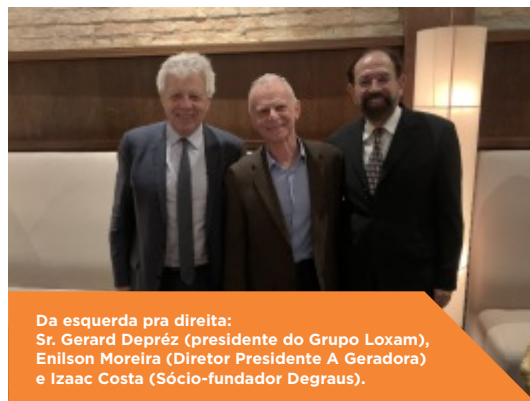 Da esquerda pra direita:
Sr. Gerard Depréz (presidente do Grupo Loxam),
Enilson Moreira (Diretor Presidente A Geradora)
e Izaac Costa (Sócio-fundador Degraus).